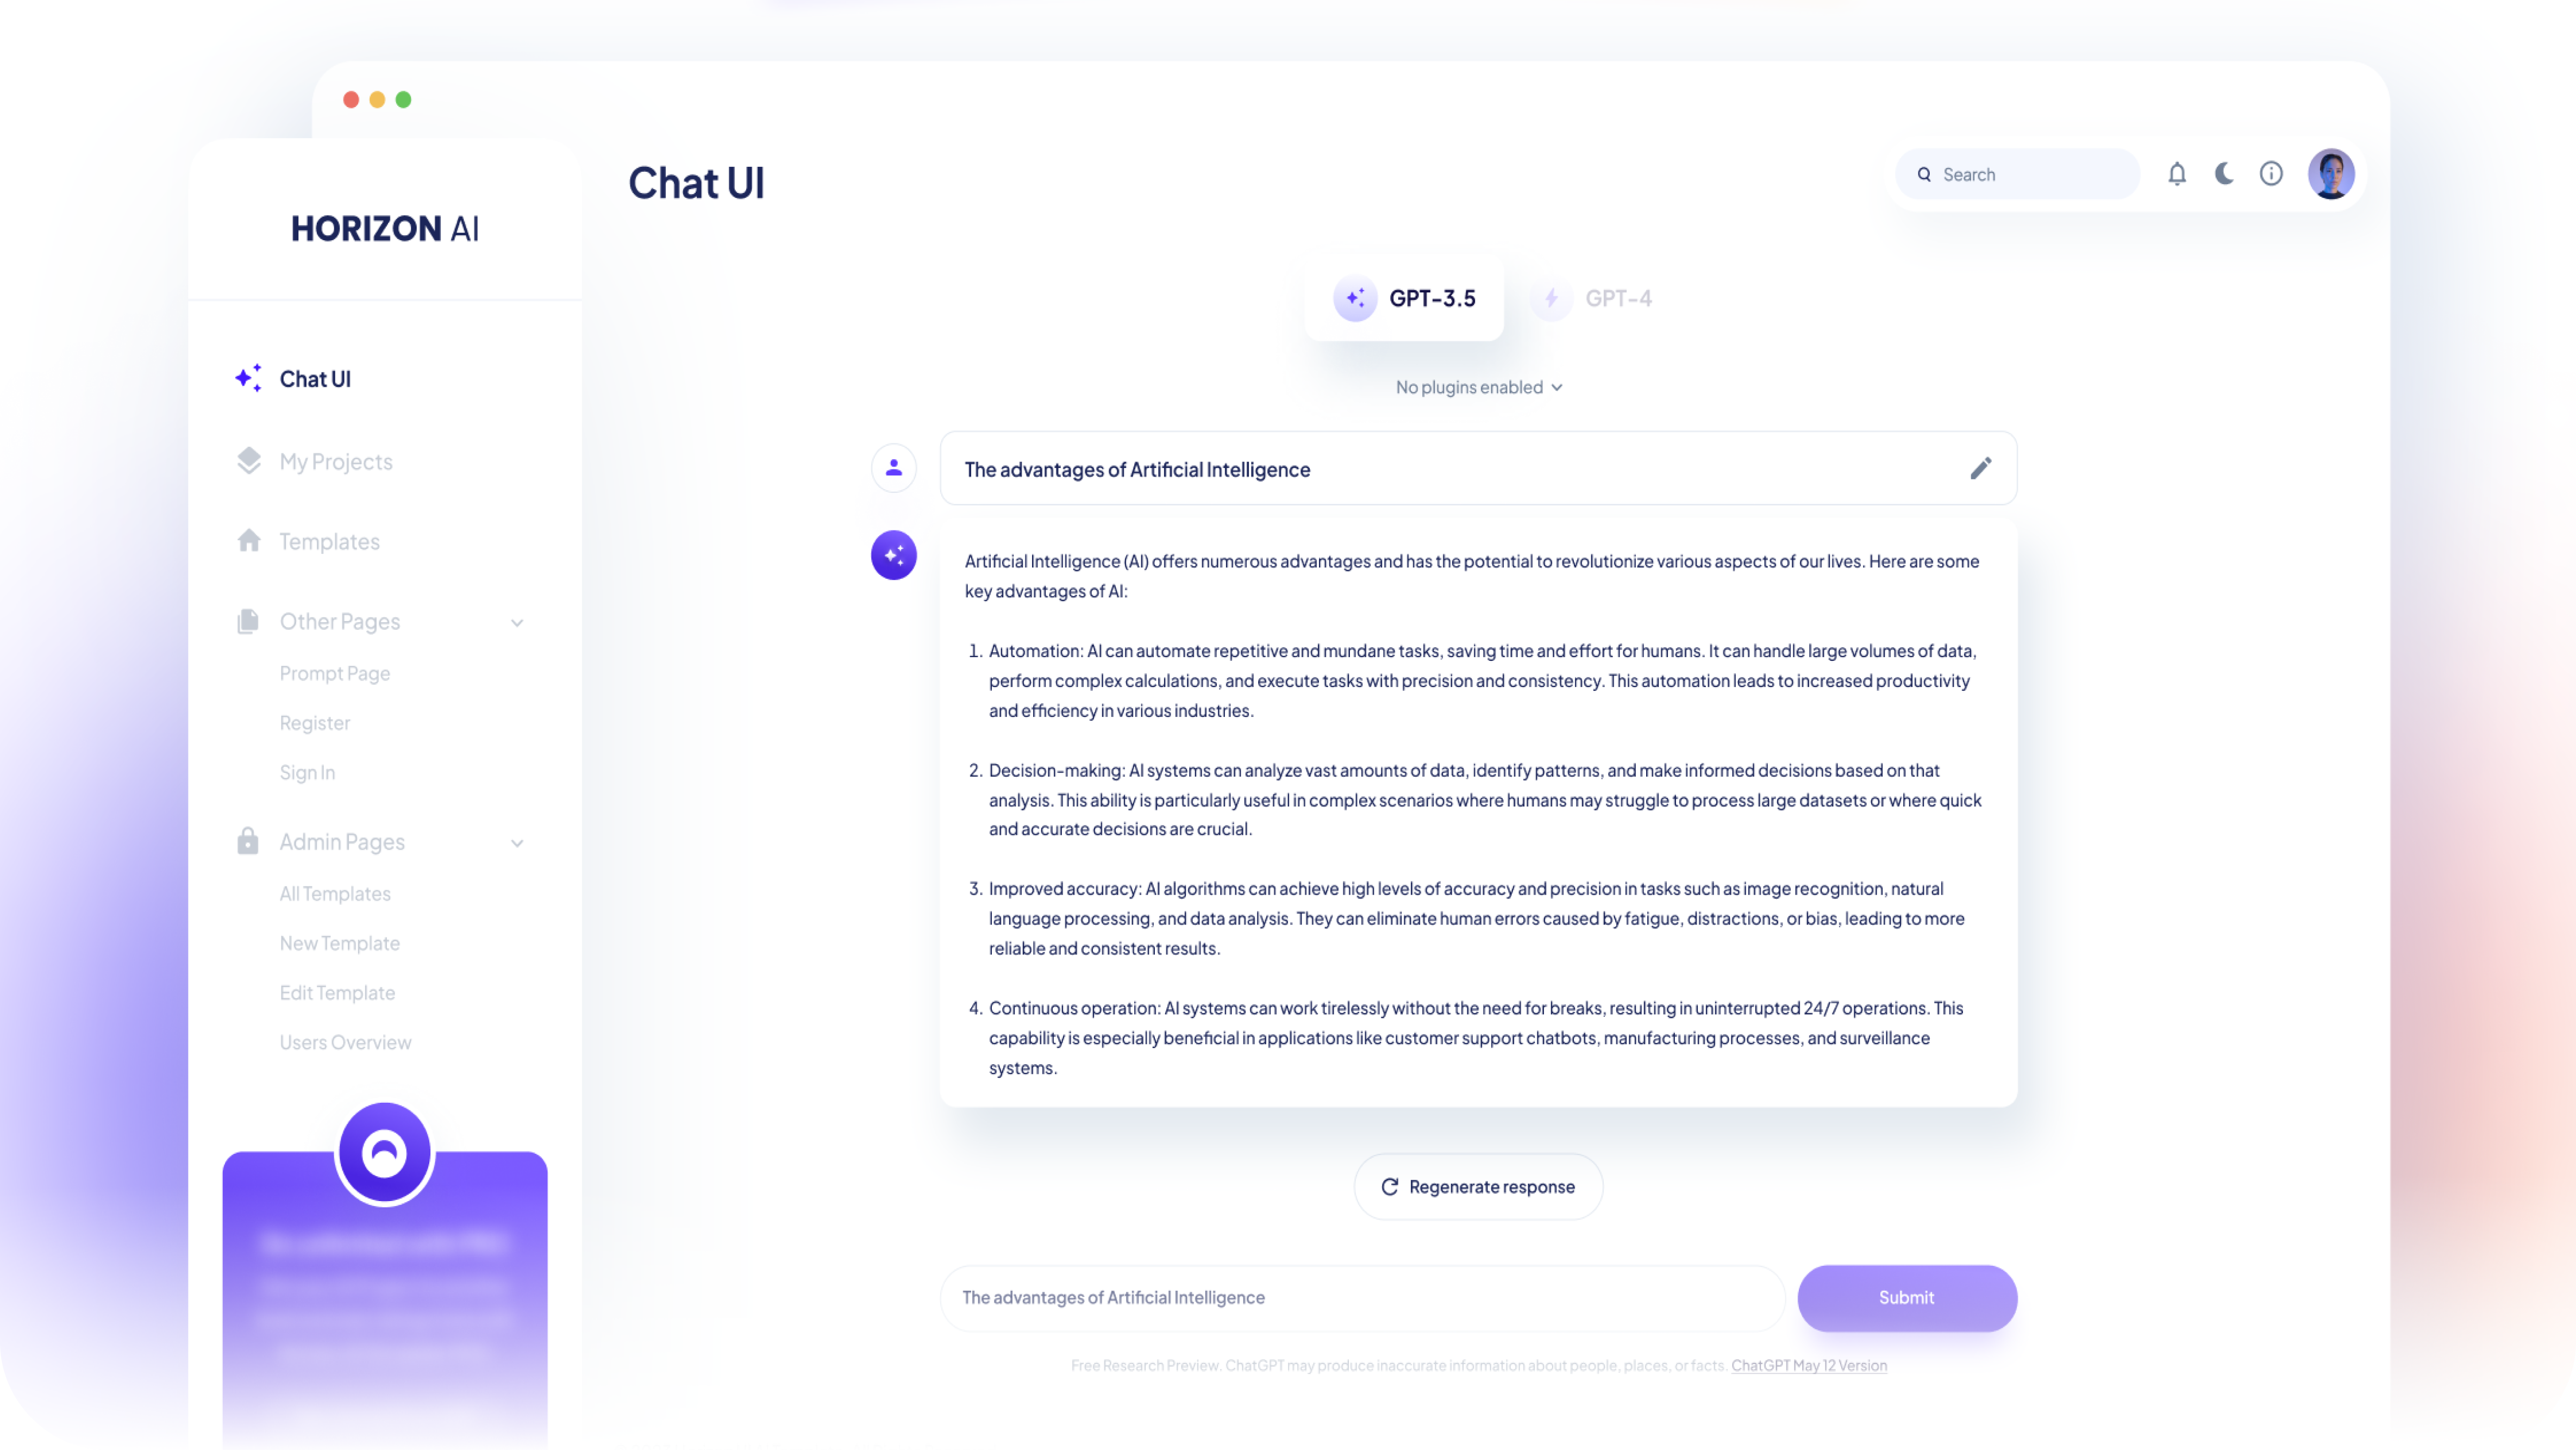 HORIZON AI
Chat UI
My Projects
Templates
Other Pages
Prompt Page
Register
Sign In
Admin Pages
All Templates
New Template
Edit Template
Users Overview
Chat UI
Search
GPT-3.5
GPT-4
No plugins enabled
The advantages of Artificial Intelligence
Artificial Intelligence (AI) offers numerous advantages and has the potential to revolutionize various aspects of our lives. Here are some
key advantages of AI:
1. Automation: AI can automate repetitive and mundane tasks, saving time and effort for humans. It can handle large volumes of data,
perform complex calculations, and execute tasks with precision and consistency. This automation leads to increased productivity
and efficiency in various industries.
2. Decision-making: AI systems can analyze vast amounts of data, identify patterns, and make informed decisions based on that
analysis. This ability is particularly useful in complex scenarios where humans may struggle to process large datasets or where quick
and accurate decisions are crucial.
3. Improved accuracy: AI algorithms can achieve high levels of accuracy and precision in tasks such as image recognition, natural
language processing, and data analysis. They can eliminate human errors caused by fatigue, distractions, or bias, leading to more
reliable and consistent results.
4. Continuous operation: AI systems can work tirelessly without the need for breaks, resulting in uninterrupted 24/7 operations. This
capability is especially beneficial in applications like customer support chatbots, manufacturing processes, and surveillance
systems.
Regenerate response
The advantages of Artificial Intelligence
Submit
Free Research Preview. ChatGPT may produce inaccurate information about people, places, or facts. ChatGPT May 12 Version